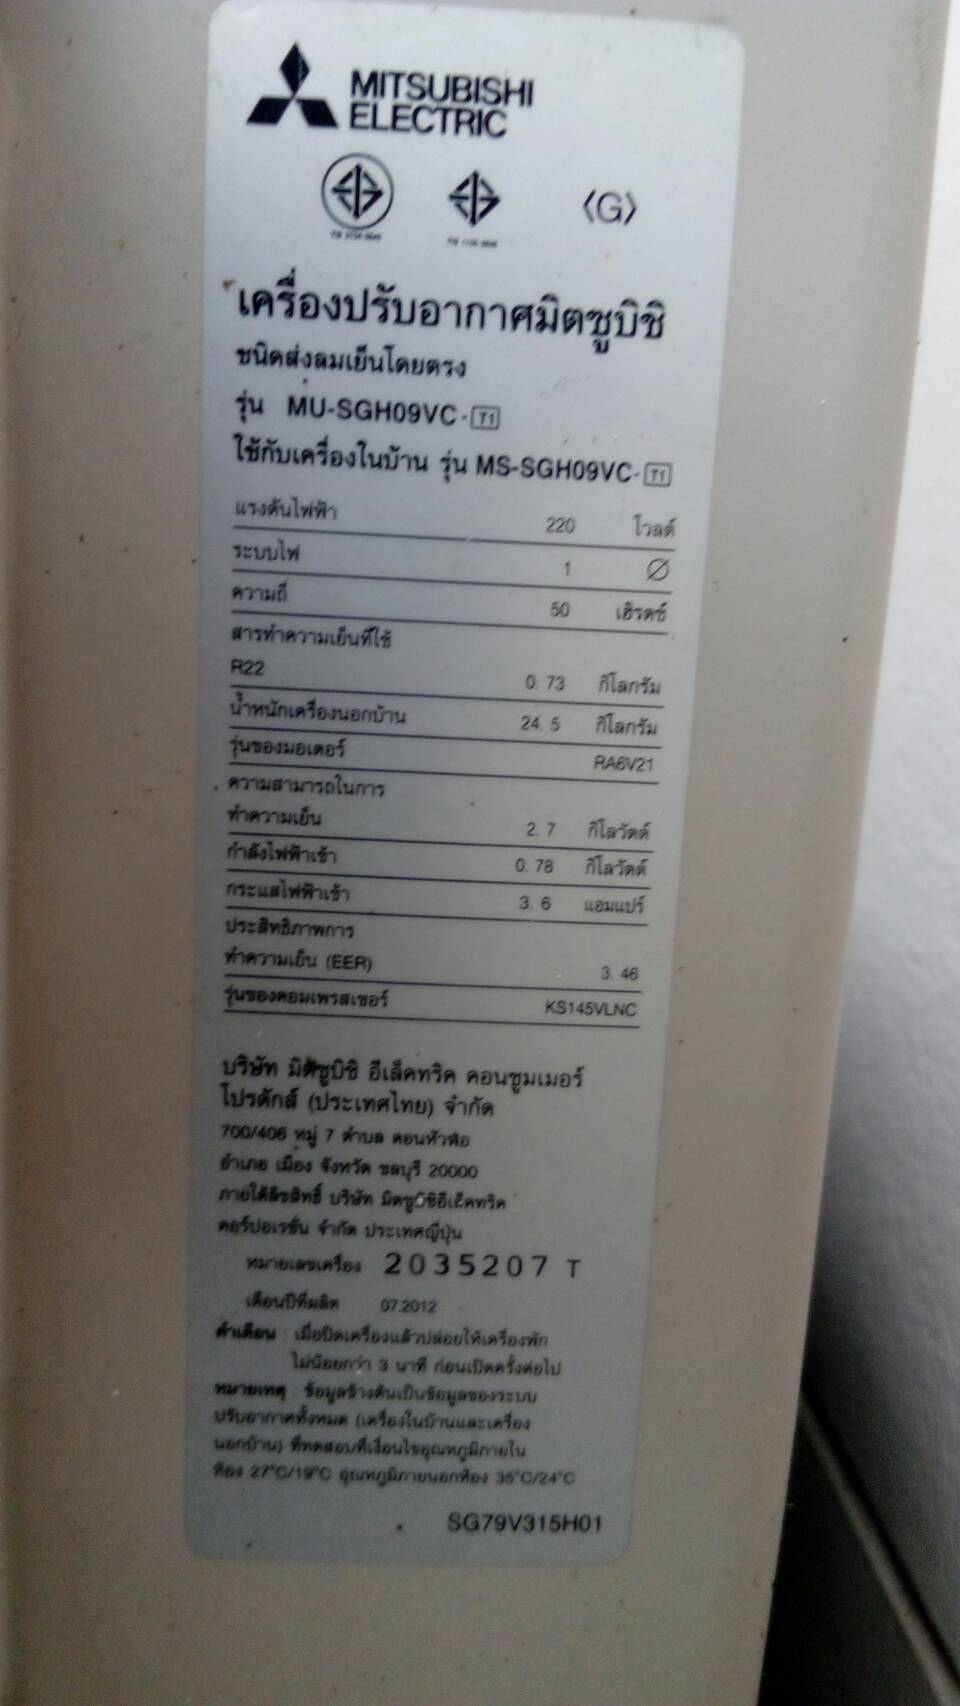 MITSUBISHI
ELECTRIC
⟨G⟩
เครื่องปรับอากาศมิตซูบิชิ
ชนิดส่งลมเย็นโดยตรง
รุ่น MU-SGH09VC-T1
ใช้กับเครื่องในบ้าน รุ่น MS-SGH09VC-T1
แรงดันไฟฟ้า 220 โวลต์
ระบบไฟ 1 Ø
ความถี่ 50 เฮิรตซ์
สารทำความเย็นที่ใช้
R22 0.73 กิโลกรัม
น้ำหนักเครื่องนอกบ้าน 24.5 กิโลกรัม
รุ่นของมอเตอร์ RA6V21
ความสามารถในการ
ทำความเย็น 2.7 กิโลวัตต์
กำลังไฟฟ้าเข้า 0.78 กิโลวัตต์
กระแสไฟฟ้าเข้า 3.6 แอมแปร์
ประสิทธิภาพการ
ทำความเย็น (EER) 3.46
รุ่นของคอมเพรสเซอร์ KS145VLNC
บริษัท มิตซูบิชิ อีเล็คทริค คอนซูมเมอร์
โปรดักส์ (ประเทศไทย) จำกัด
700/406 หมู่ 7 ตำบล ดอนหัวฬ่อ
อำเภอ เมือง จังหวัด ชลบุรี 20000
ภายใต้ลิขสิทธิ์ บริษัท มิตซูบิชิอีเล็คทริค
คอร์ปอเรชั่น จำกัด ประเทศญี่ปุ่น
หมายเลขเครื่อง 2035207 T
เดือนปีที่ผลิต 07.2012
คำเตือน : เมื่อปิดเครื่องแล้วปล่อยให้เครื่องพัก
ไม่น้อยกว่า 3 นาที ก่อนเปิดครั้งต่อไป
หมายเหตุ : ข้อมูลข้างต้นเป็นข้อมูลของระบบ
ปรับอากาศทั้งหมด (เครื่องในบ้านและเครื่อง
นอกบ้าน) ที่ทดสอบที่เงื่อนไขอุณหภูมิภายใน
ห้อง 27°C/19°C อุณหภูมิภายนอกห้อง 35°C/24°C
SG79V315H01